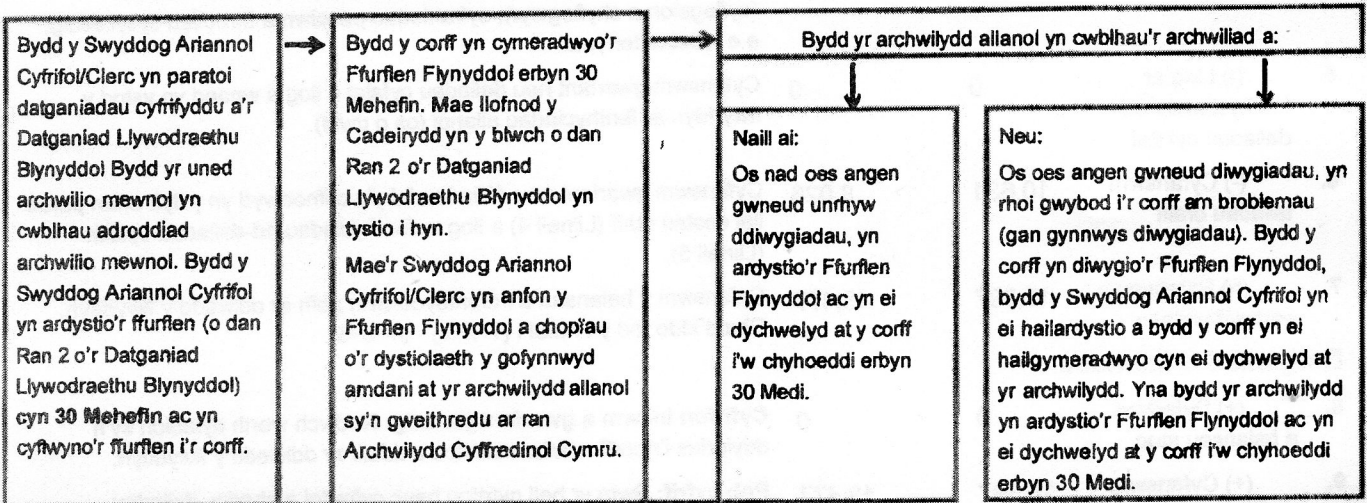 Bydd y Swyddog Ariannol
Cyfrifol/Clerc yn paratoi
datganiadau cyfrifyddu a'r
Datganiad Llywodraethu
Blynyddol Bydd yr uned
archwilio mewnol yn
cwblhau adroddiad
archwilio mewnol. Bydd y
Swyddog Ariannol Cyfrifol
yn ardystio'r ffurflen (o dan
Ran 2 o'r Datganiad
Llywodraethu Blynyddol)
cyn 30 Mehefin ac yn
cyflwyno'r ffurflen i'r corff.
Bydd y corff yn cymeradwyo'r
Ffurflen Flynyddol erbyn 30
Mehefin. Mae llofnod y
Cadeirydd yn y blwch o dan
Ran 2 o'r Datganiad
Llywodraethu Blynyddol yn
tystio i hyn.
Mae'r Swyddog Ariannol
Cyfrifol/Clerc yn anfon y
Ffurflen Flynyddol a chopïau
o'r dystiolaeth y gofynnwyd
amdani at yr archwilydd allanol
sy'n gweithredu ar ran
Archwilydd Cyffredinol Cymru.
Bydd yr archwilydd allanol yn cwblhau'r archwiliad a:
Naill ai:
Os nad oes angen
gwneud unrhyw
ddiwygiadau, yn
ardystio'r Ffurflen
Flynyddol ac yn ei
dychwelyd at y corff
i'w chyhoeddi erbyn
30 Medi.
Neu:
Os oes angen gwneud diwygiadau, yn
rhoi gwybod i'r corff am broblemau
(gan gynnwys diwygiadau). Bydd y
corff yn diwygio'r Ffurflen Flynyddol,
bydd y Swyddog Ariannol Cyfrifol yn
ei hailardystio a bydd y corff yn ei
hailgymeradwyo cyn ei dychwelyd at
yr archwilydd. Yna bydd yr archwilydd
yn ardystio'r Ffurflen Flynyddol ac yn
ei dychwelyd at y corff i'w chyhoeddi
erbyn 30 Medi.